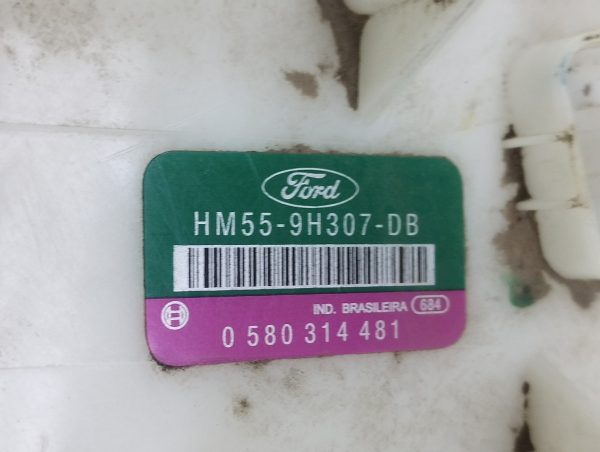 Ford
HM55-9H307-DB
IND. BRASILEIRA 684
0 580 314 481